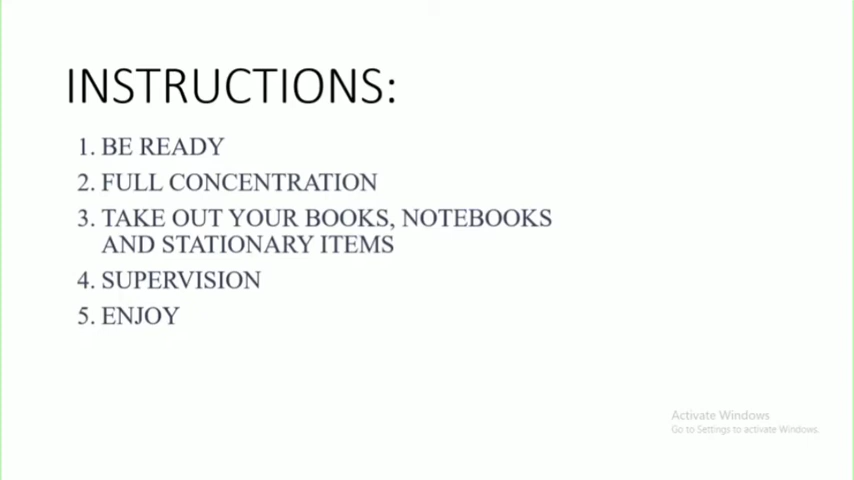 INSTRUCTIONS:
1. BE READY
2. FULL CONCENTRATION
3. TAKE OUT YOUR BOOKS, NOTEBOOKS
AND STATIONARY ITEMS
4. SUPERVISION
5. ENJOY
Activate Windows
Go to Settings to activate Windows.